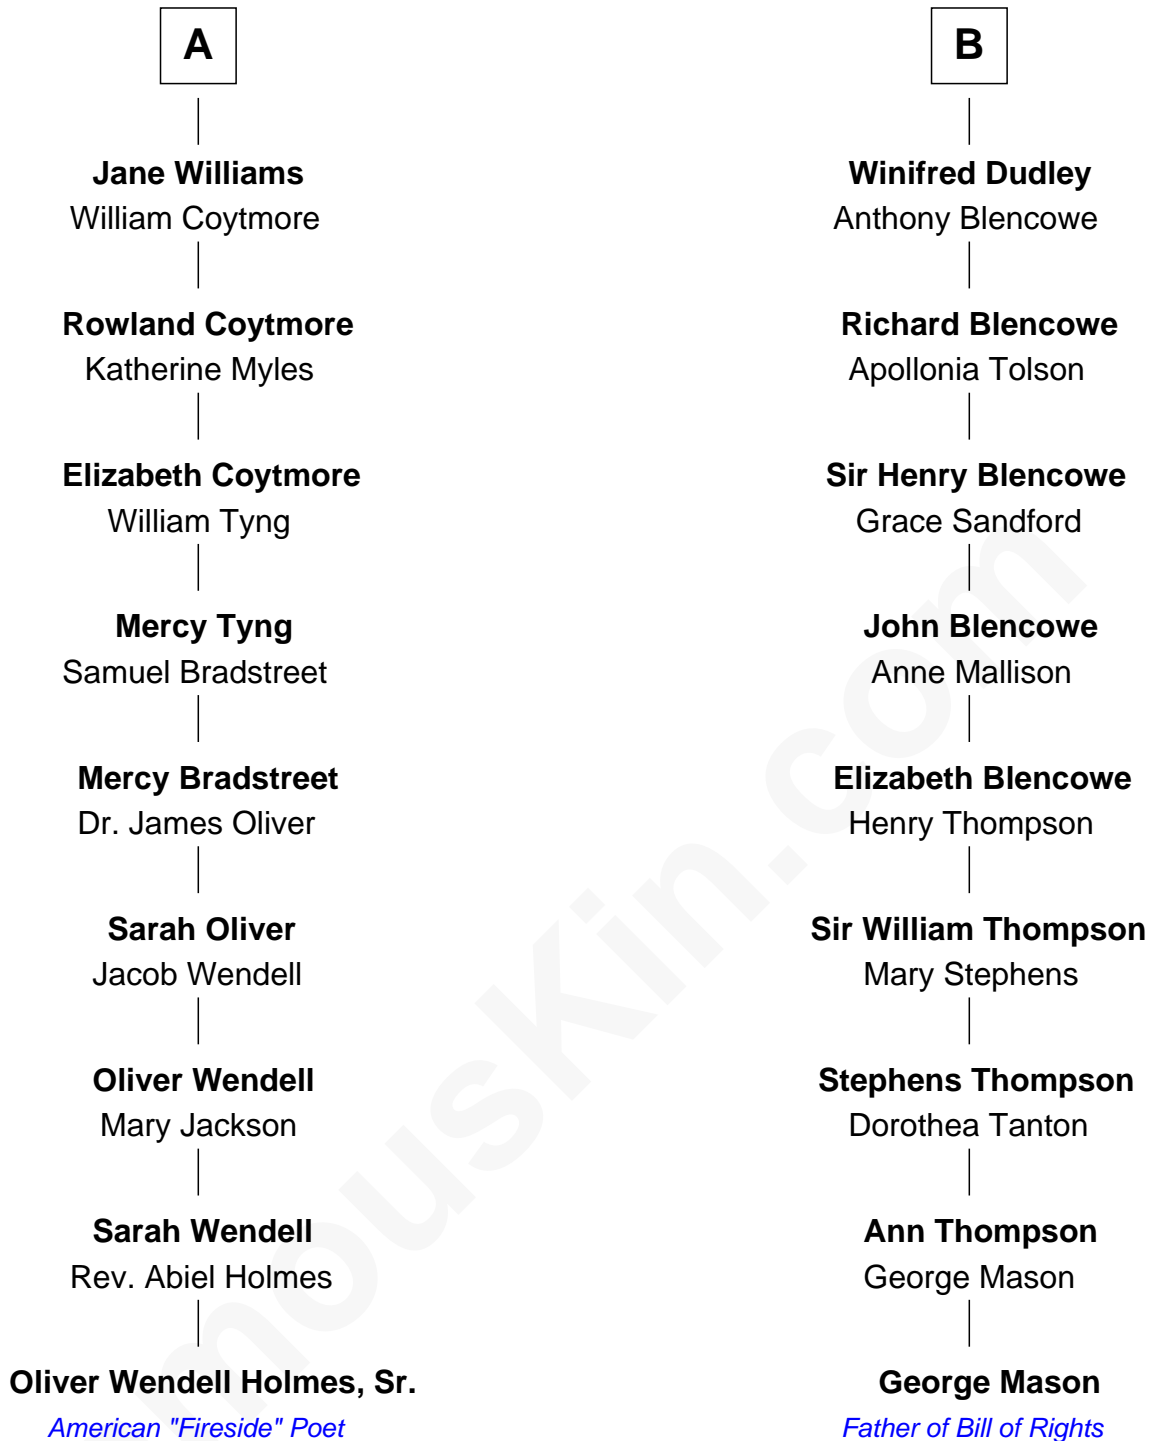 A
Jane Williams
William Coytmore
Rowland Coytmore
Katherine Myles
Elizabeth Coytmore
William Tyng
Mercy Tyng
Samuel Bradstreet
Mercy Bradstreet
Dr. James Oliver
Sarah Oliver
Jacob Wendell
Oliver Wendell
Mary Jackson
Sarah Wendell
Rev. Abiel Holmes
Oliver Wendell Holmes, Sr.
American "Fireside" Poet
B
Winifred Dudley
Anthony Blencowe
Richard Blencowe
Apollonia Tolson
Sir Henry Blencowe
Grace Sandford
John Blencowe
Anne Mallison
Elizabeth Blencowe
Henry Thompson
Sir William Thompson
Mary Stephens
Stephens Thompson
Dorothea Tanton
Ann Thompson
George Mason
George Mason
Father of Bill of Rights
mousKin.com